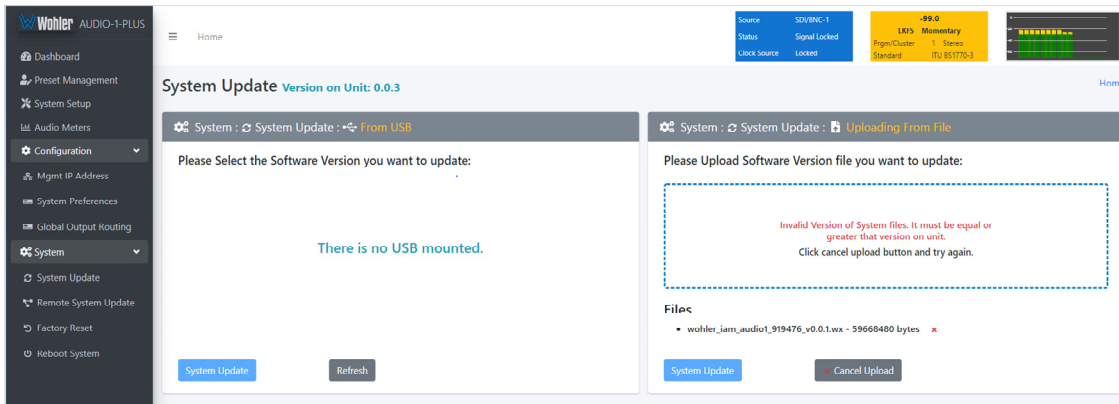 Wohler AUDIO-1-PLUS
Dashboard
Preset Management
System Setup
Audio Meters
Configuration
Mgmt IP Address
System Preferences
Global Output Routing
System
System Update
Remote System Update
Factory Reset
Reboot System
Home
Source SDI/BNC-1
Status Signal Locked
Clock Source Locked
-99.0
LKFS Momentary
Prgm/Cluster 1 Stereo
Standard ITU BS1770-3
System Update Version on Unit: 0.0.3
Hom
System : System Update : From USB
Please Select the Software Version you want to update:
There is no USB mounted.
System Update Refresh
System : System Update : Uploading From File
Please Upload Software Version file you want to update:
Invalid Version of System files. It must be equal or
greater that version on unit.
Click cancel upload button and try again.
Files
wohler_iam_audio1_919476_v0.0.1.wx - 59668480 bytes x
System Update x Cancel Upload